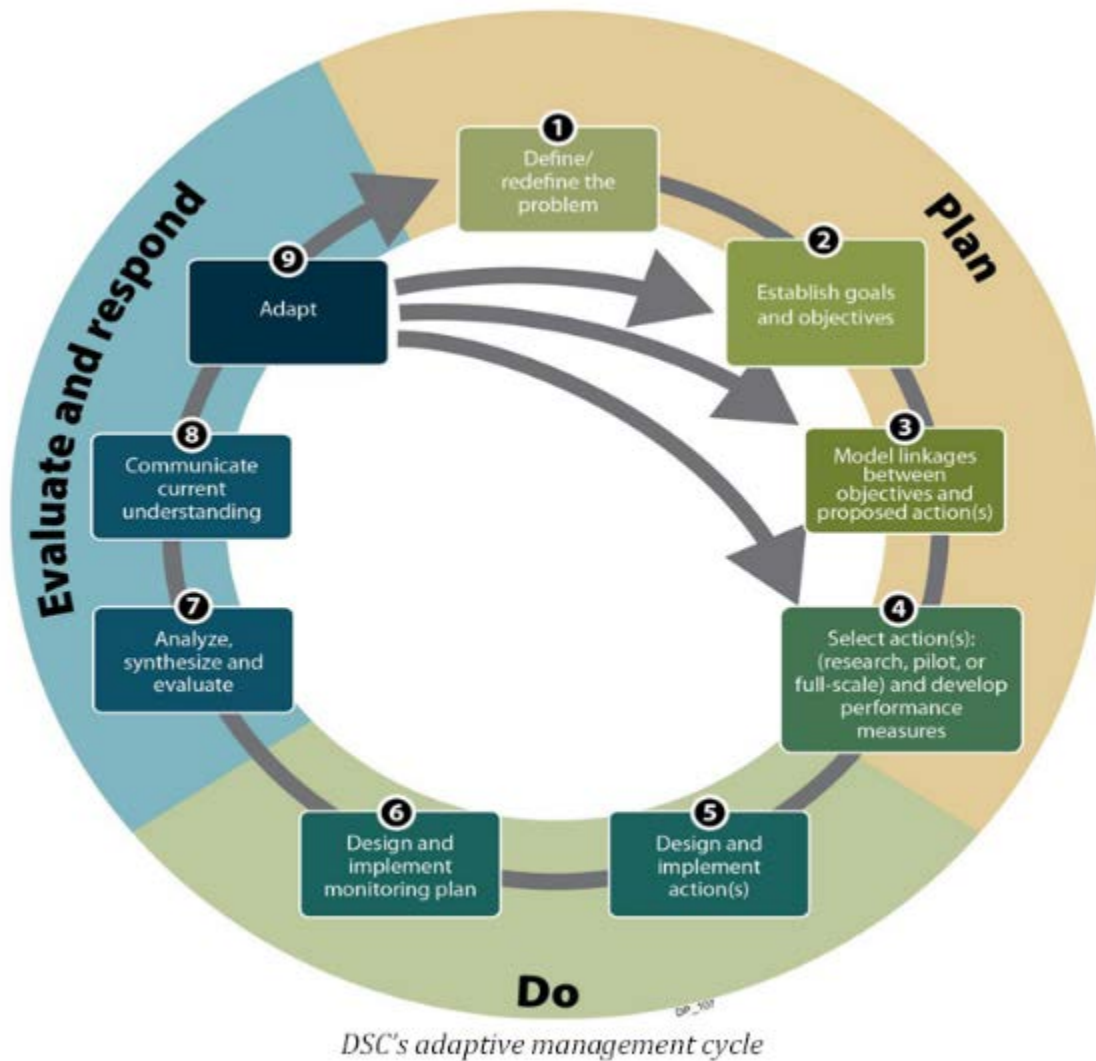 1
Define/
redefine the
problem
Plan
2
Establish goals
and objectives
3
Model linkages
between
objectives and
proposed action(s)
4
Select action(s):
(research, pilot, or
full-scale) and develop
performance
measures
5
Design and
implement
action(s)
6
Design and
implement
monitoring plan
Do
7
Analyze,
synthesize and
evaluate
8
Communicate
current
understanding
9
Adapt
Evaluate and respond
DP_107
DSC's adaptive management cycle